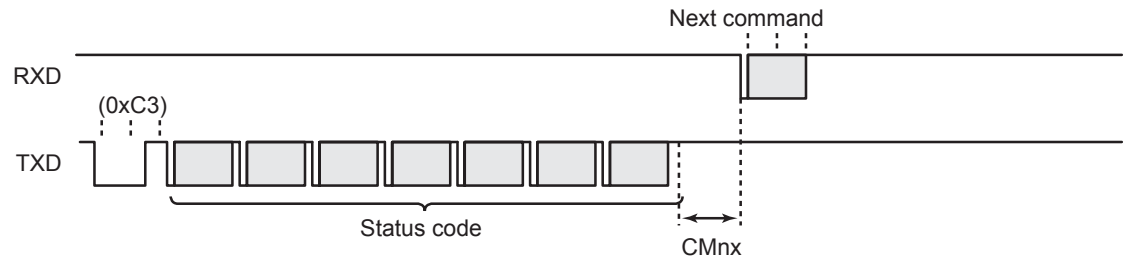 Next command
RXD
(0xC3)
TXD
Status code
CMnx